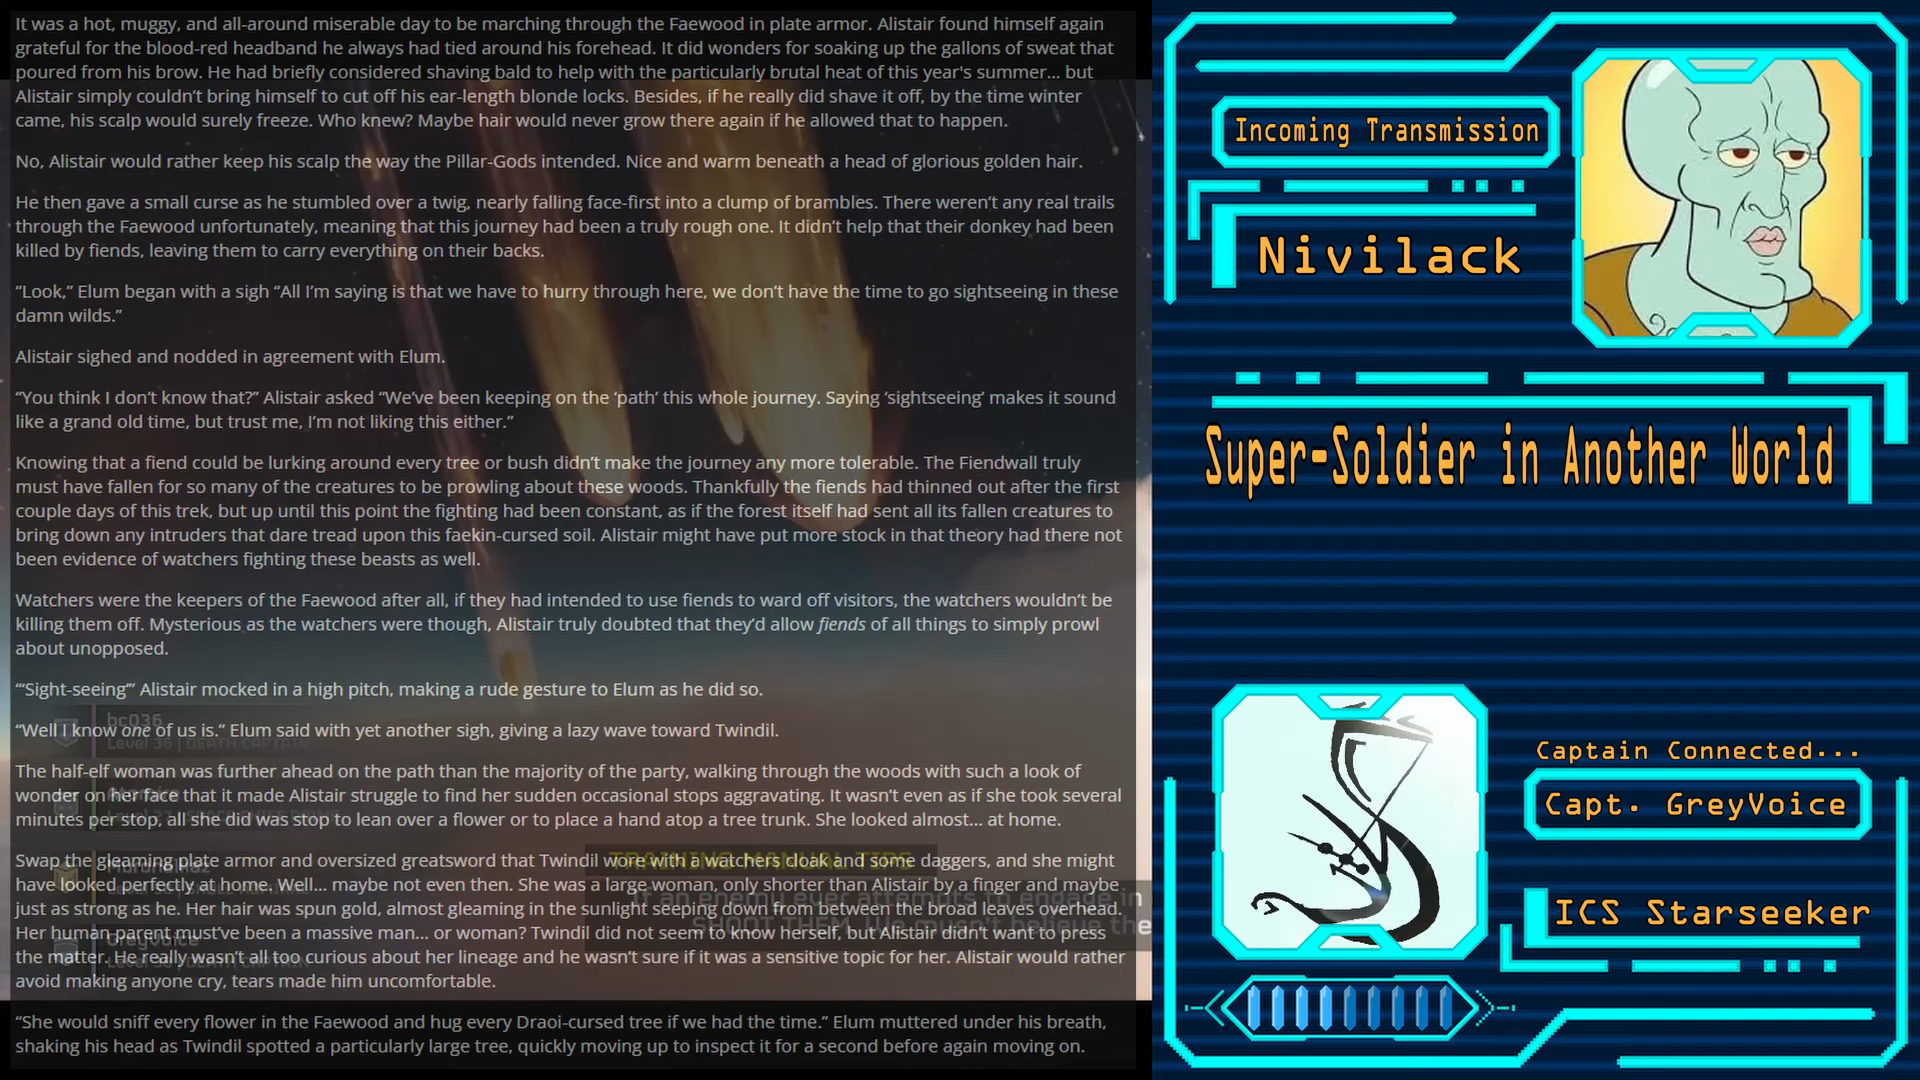 It was a hot, muggy, and all-around miserable day to be marching through the Faewood in plate armor. Alistair found himself again
grateful for the blood-red headband he always had tied around his forehead. It did wonders for soaking up the gallons of sweat that
poured from his brow. He had briefly considered shaving bald to help with the particularly brutal heat of this year's summer... but
Alistair simply couldn’t bring himself to cut off his ear-length blonde locks. Besides, if he really did shave it off, by the time winter
came, his scalp would surely freeze. Who knew? Maybe hair would never grow there again if he allowed that to happen.
No, Alistair would rather keep his scalp the way the Pillar-Gods intended. Nice and warm beneath a head of glorious golden hair.
He then gave a small curse as he stumbled over a twig, nearly falling face-first into a clump of brambles. There weren’t any real trails
through the Faewood unfortunately, meaning that this journey had been a truly rough one. It didn’t help that their donkey had been
killed by fiends, leaving them to carry everything on their backs.
“Look,” Elum began with a sigh “All I’m saying is that we have to hurry through here, we don’t have the time to go sightseeing in these
damn wilds.”
Alistair sighed and nodded in agreement with Elum.
“You think I don’t know that?” Alistair asked “We’ve been keeping on the ‘path’ this whole journey. Saying ‘sightseeing’ makes it sound
like a grand old time, but trust me, I’m not liking this either.”
Knowing that a fiend could be lurking around every tree or bush didn’t make the journey any more tolerable. The Fiendwall truly
must have fallen for so many of the creatures to be prowling about these woods. Thankfully the fiends had thinned out after the first
couple days of this trek, but up until this point the fighting had been constant, as if the forest itself had sent all its fallen creatures to
bring down any intruders that dare tread upon this faekin-cursed soil. Alistair might have put more stock in that theory had there not
been evidence of watchers fighting these beasts as well.
Watchers were the keepers of the Faewood after all, if they had intended to use fiends to ward off visitors, the watchers wouldn’t be
killing them off. Mysterious as the watchers were though, Alistair truly doubted that they’d allow fiends of all things to simply prowl
about unopposed.
“‘Sight-seeing’” Alistair mocked in a high pitch, making a rude gesture to Elum as he did so.
“Well I know one of us is.” Elum said with yet another sigh, giving a lazy wave toward Twindil.
The half-elf woman was further ahead on the path than the majority of the party, walking through the woods with such a look of
wonder on her face that it made Alistair struggle to find her sudden occasional stops aggravating. It wasn’t even as if she took several
minutes per stop, all she did was stop to lean over a flower or to place a hand atop a tree trunk. She looked almost... at home.
Swap the gleaming plate armor and oversized greatsword that Twindil wore with a watchers cloak and some daggers, and she might
have looked perfectly at home. Well... maybe not even then. She was a large woman, only shorter than Alistair by a finger and maybe
just as strong as he. Her hair was spun gold, almost gleaming in the sunlight seeping down from between the broad leaves overhead.
Her human parent must’ve been a massive man... or woman? Twindil did not seem to know herself, but Alistair didn’t want to press
the matter. He really wasn’t all too curious about her lineage and he wasn’t sure if it was a sensitive topic for her. Alistair would rather
avoid making anyone cry, tears made him uncomfortable.
“She would sniff every flower in the Faewood and hug every Draoi-cursed tree if we had the time.” Elum muttered under his breath,
shaking his head as Twindil spotted a particularly large tree, quickly moving up to inspect it for a second before again moving on.
bc036
Level 36 | DEATH CAPTAIN
TRAINING MANUAL TIPS
If an enemy ever attempts to engage in
SHOOT THEM. We mustn't believe the
GreyVoice
Incoming Transmission
Nivilack
Super-Soldier in Another World
Captain Connected...
Capt. GreyVoice
ICS Starseeker